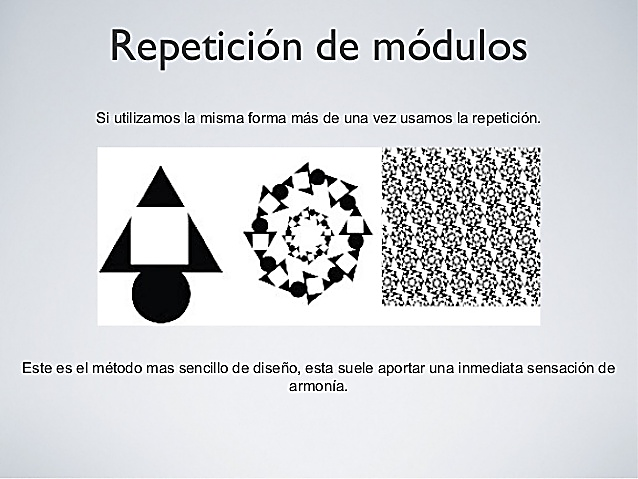 Repetición de módulos
Si utilizamos la misma forma más de una vez usamos la repetición.
Este es el método mas sencillo de diseño, esta suele aportar una inmediata sensación de
armonía.